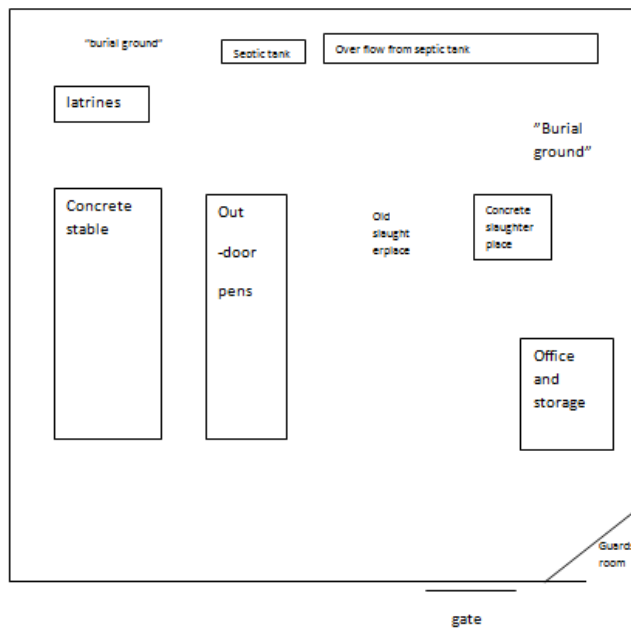 "burial ground"
Septic tank
Over flow from septic tank
latrines
"Burial
ground"
Concrete
stable
Out
-door
pens
Old
slaught
erplace
Concrete
slaughter
place
Office
and
storage
Guards
room
gate